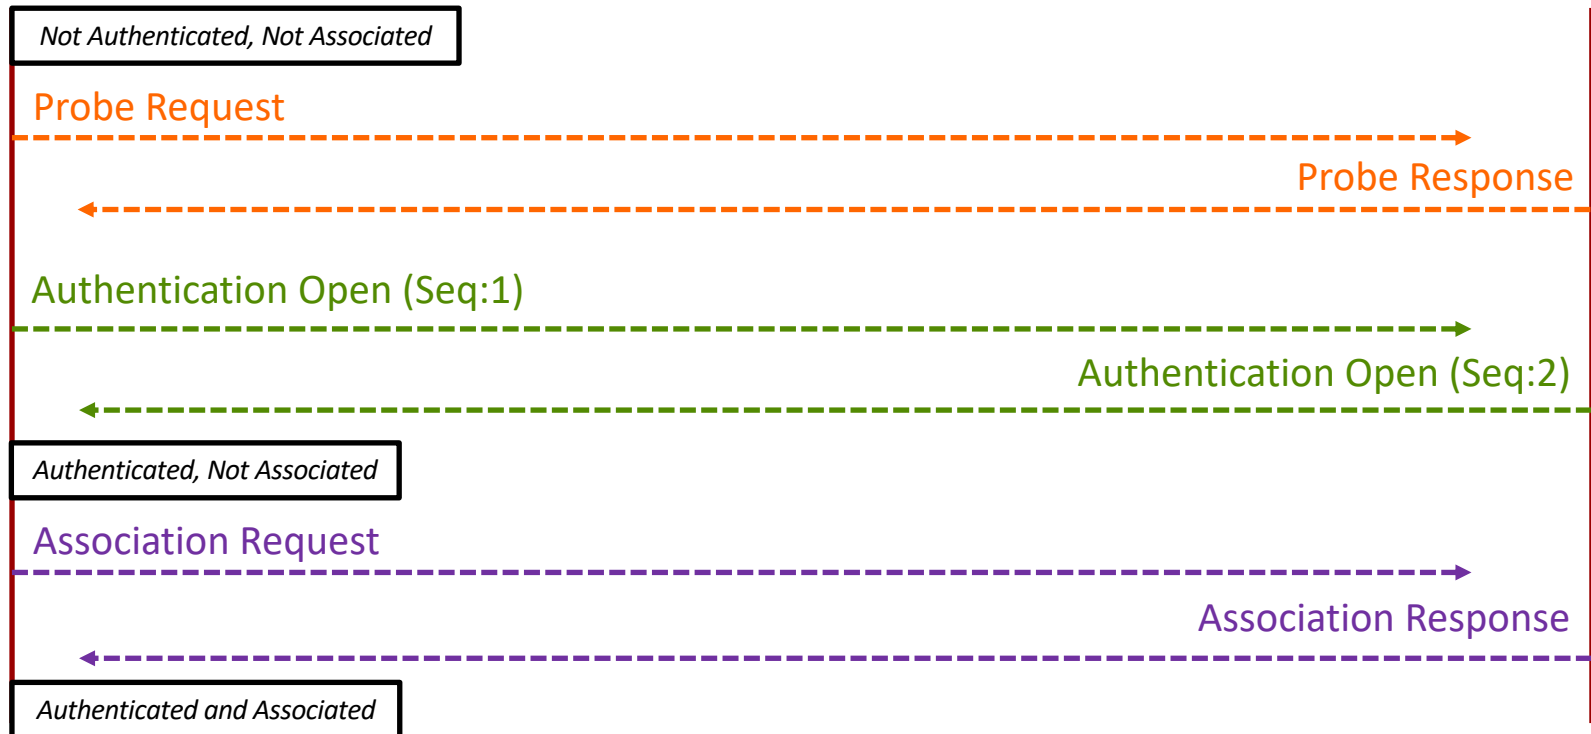 Not Authenticated, Not Associated
Probe Request
Probe Response
Authentication Open (Seq:1)
Authentication Open (Seq:2)
Authenticated, Not Associated
Association Request
Association Response
Authenticated and Associated